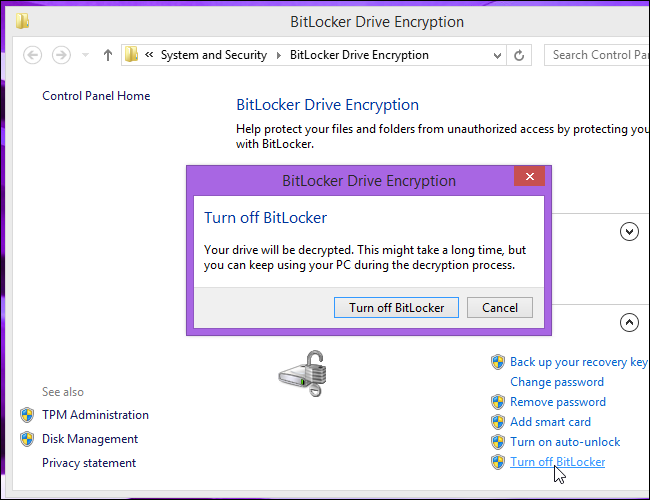 BitLocker Drive Encryption
« System and Security BitLocker Drive Encryption
Search Control Pa
Control Panel Home
BitLocker Drive Encryption
Help protect your files and folders from unauthorized access by protecting you
with BitLocker.
BitLocker Drive Encryption
Turn off BitLocker
Your drive will be decrypted. This might take a long time, but
you can keep using your PC during the decryption process.
Turn off BitLocker Cancel
Back up your recovery key
Change password
Remove password
Add smart card
Turn on auto-unlock
Turn off BitLocker
See also
TPM Administration
Disk Management
Privacy statement